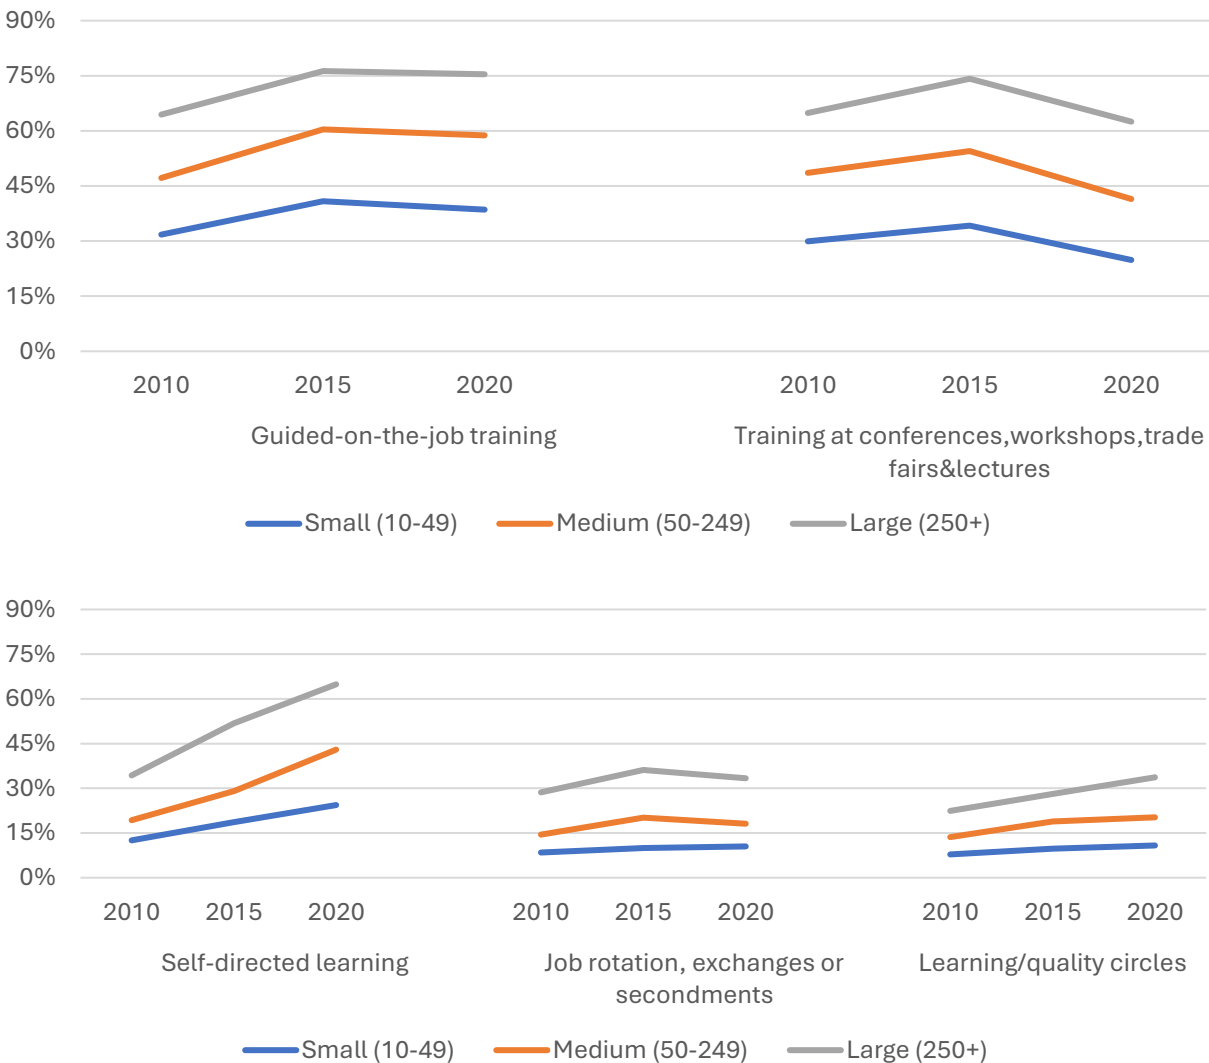 90%
75%
60%
45%
30%
15%
0%
2010 2015 2020 2010 2015 2020
Guided-on-the-job training Training at conferences,workshops,trade
fairs&lectures
Small (10-49) Medium (50-249) Large (250+)
90%
75%
60%
45%
30%
15%
0%
2010 2015 2020 2010 2015 2020 2010 2015 2020
Self-directed learning Job rotation, exchanges or Learning/quality circles
secondments
Small (10-49) Medium (50-249) Large (250+)